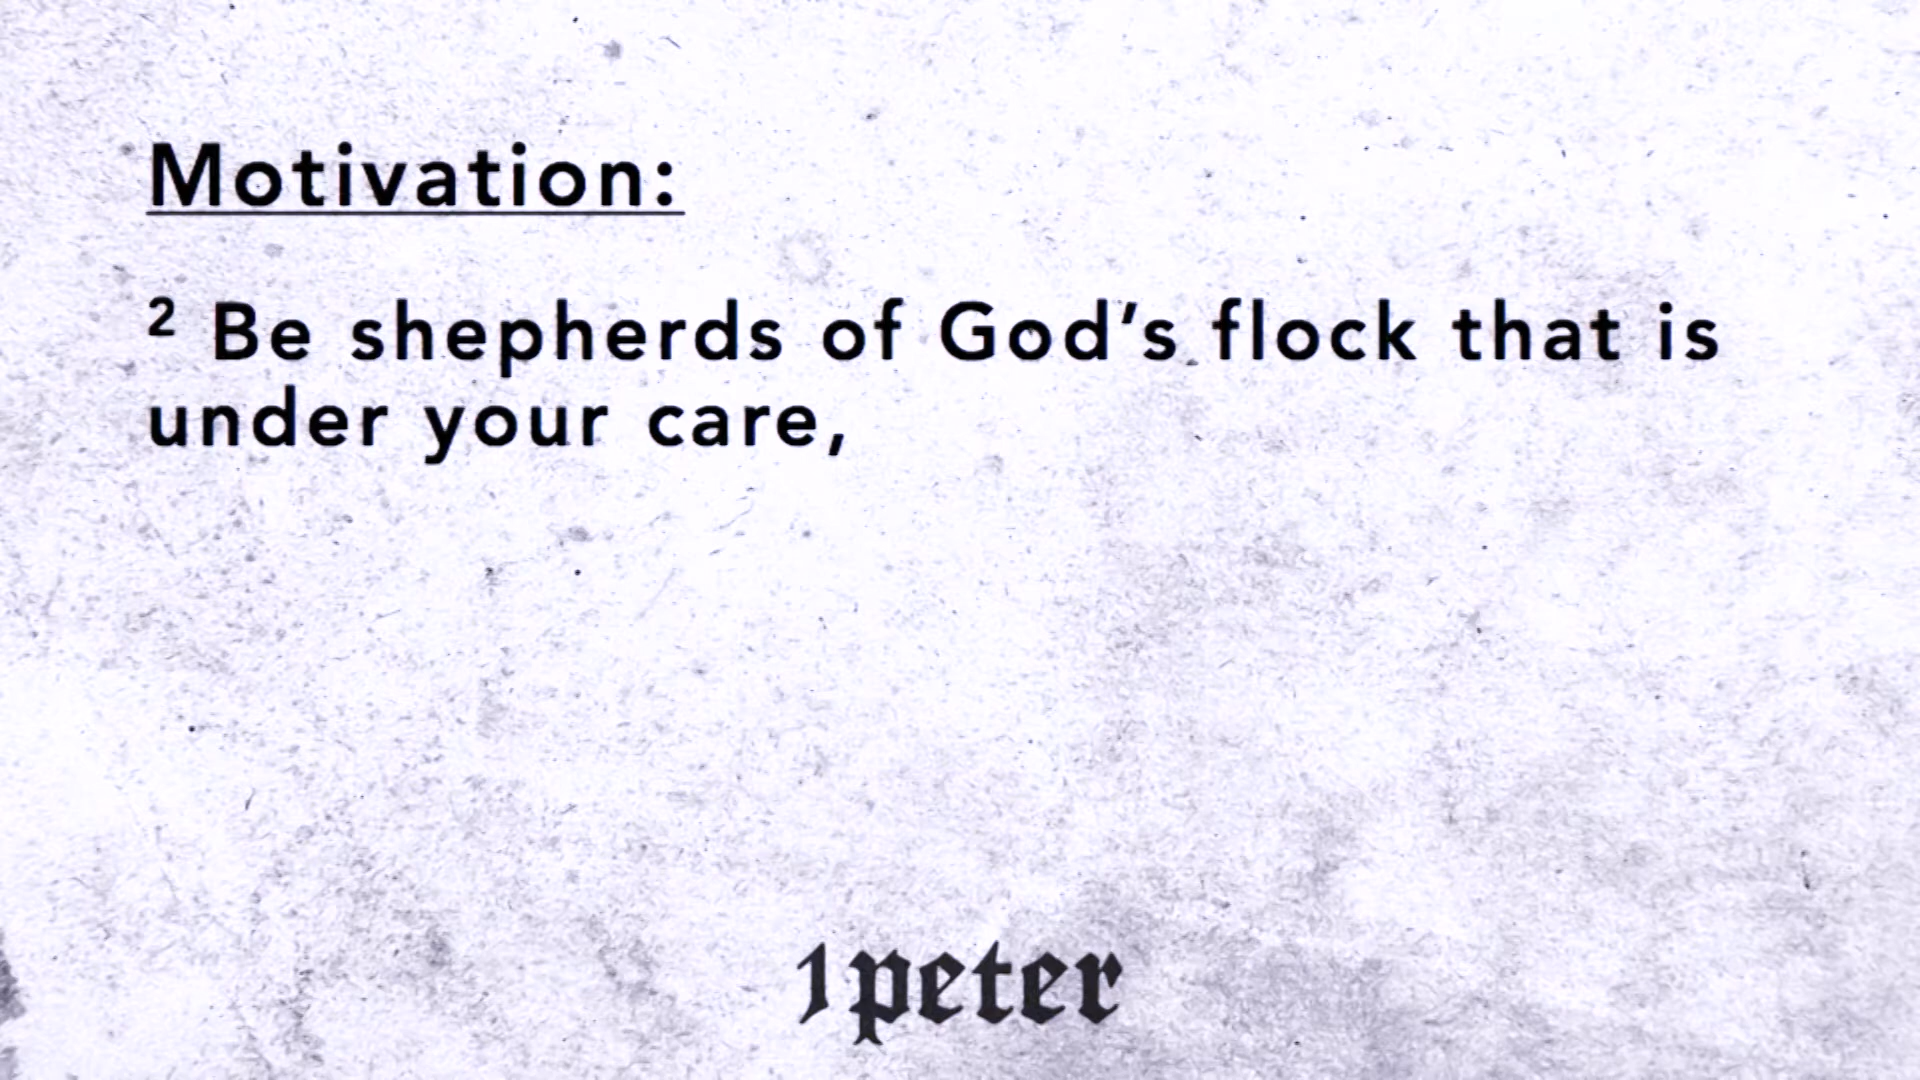 Motivation:
² Be shepherds of God’s flock that is
under your care,
1peter